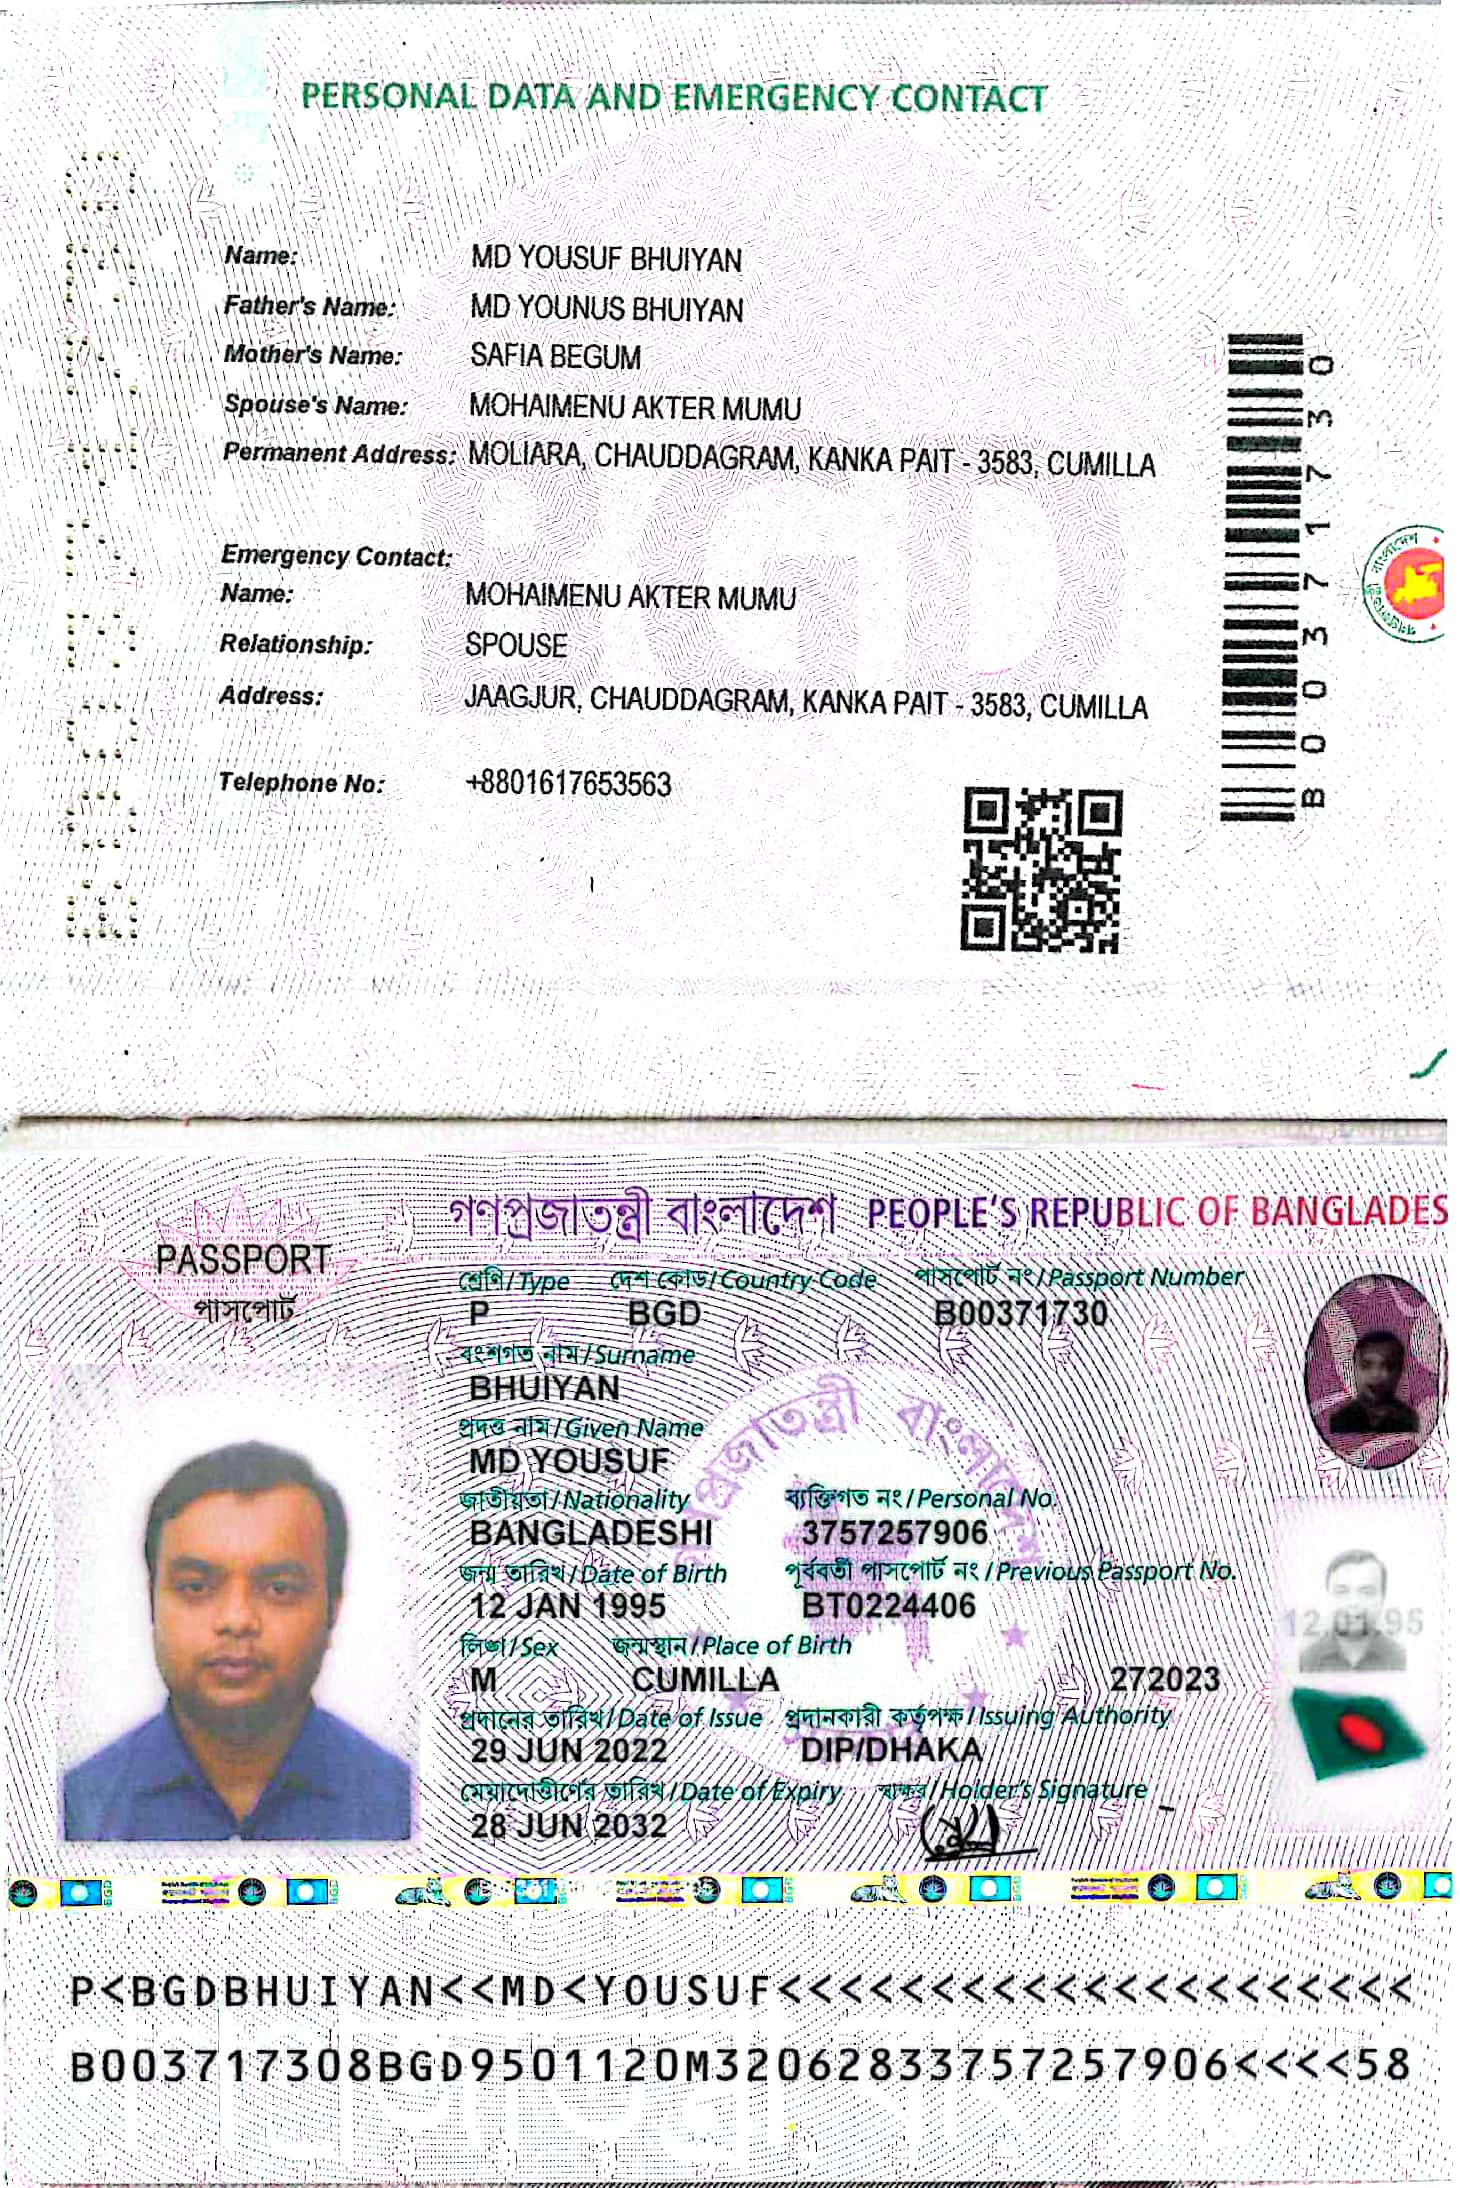 PERSONAL DATA AND EMERGENCY CONTACT
Name: MD YOUSUF BHUIYAN
Father's Name: MD YOUNUS BHUIYAN
Mother's Name: SAFIA BEGUM
Spouse's Name: MOHAIMENU AKTER MUMU
Permanent Address: MOLIARA, CHAUDDAGRAM, KANKA PAIT - 3583, CUMILLA
Emergency Contact:
Name: MOHAIMENU AKTER MUMU
Relationship: SPOUSE
Address: JAAGJUR, CHAUDDAGRAM, KANKA PAIT - 3583, CUMILLA
Telephone No: +8801617653563
B00371730
BGD
গণপ্রজাতন্ত্রী বাংলাদেশ PEOPLE'S REPUBLIC OF BANGLADES
PASSPORT
পাসপোর্ট
শ্রেণি/Type দেশ কোড/Country Code পাসপোর্ট নং/Passport Number
P BGD B00371730
বংশগত নাম/Surname
BHUIYAN
প্রদত্ত নাম/Given Name
MD YOUSUF
জাতীয়তা/Nationality ব্যক্তিগত নং/Personal No.
BANGLADESHI 3757257906
জন্ম তারিখ/Date of Birth পূর্ববর্তী পাসপোর্ট নং/Previous Passport No.
12 JAN 1995 BT0224406
12.01.95
লিঙ্গ/Sex জন্মস্থান/Place of Birth
M CUMILLA 272023
প্রদানের তারিখ/Date of Issue প্রদানকারী কর্তৃপক্ষ/Issuing Authority
29 JUN 2022 DIP/DHAKA
মেয়াদোত্তীর্ণের তারিখ/Date of Expiry স্বাক্ষর/Holder's Signature
28 JUN 2032
P<BGDBHUIYAN<<MD<YOUSUF<<<<<<<<<<<<<<<<<<<<<
B003717308BGD9501120M32062833757257906<<<<58